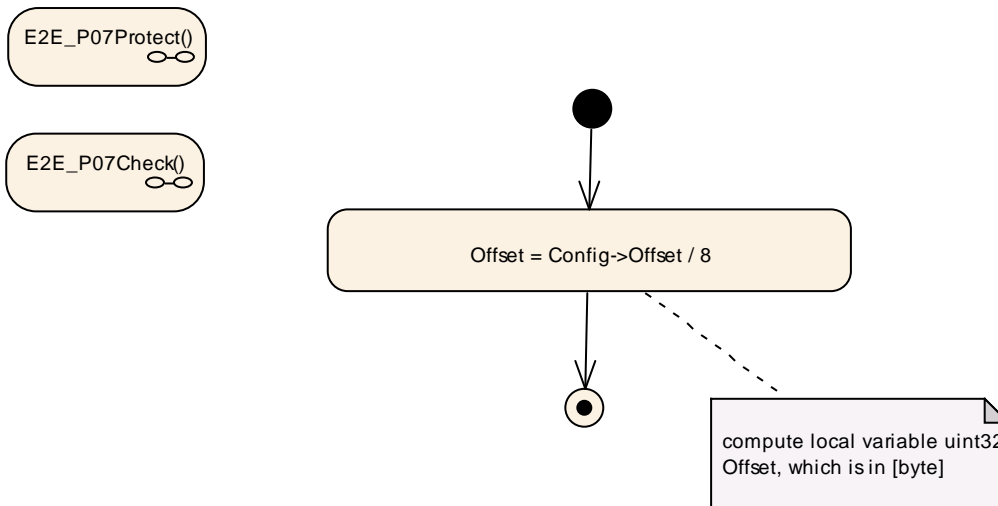 E2E_P07Protect()
E2E_P07Check()
Offset = Config->Offset / 8
compute local variable uint32
Offset, which is in [byte]